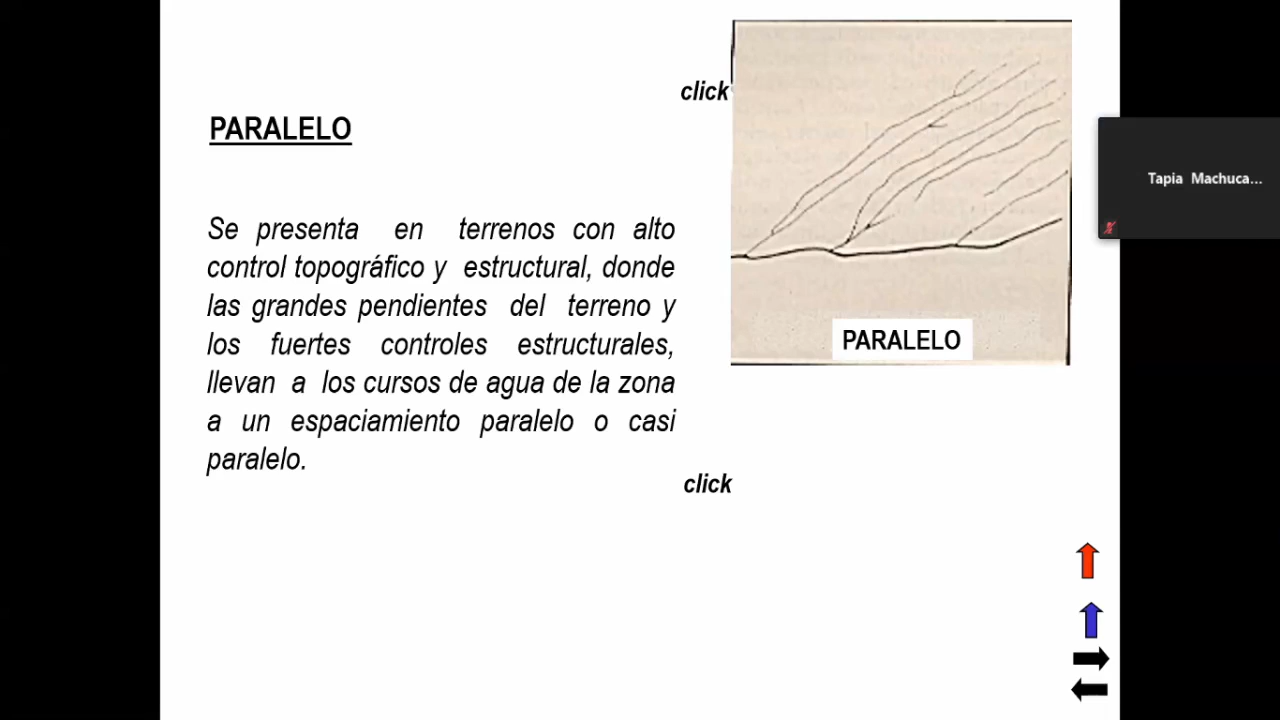 click
PARALELO
Se presenta en terrenos con alto
control topográfico y estructural, donde
las grandes pendientes del terreno y
los fuertes controles estructurales,
llevan a los cursos de agua de la zona
a un espaciamiento paralelo o casi
paralelo.
click
PARALELO
Tapia Machuca...